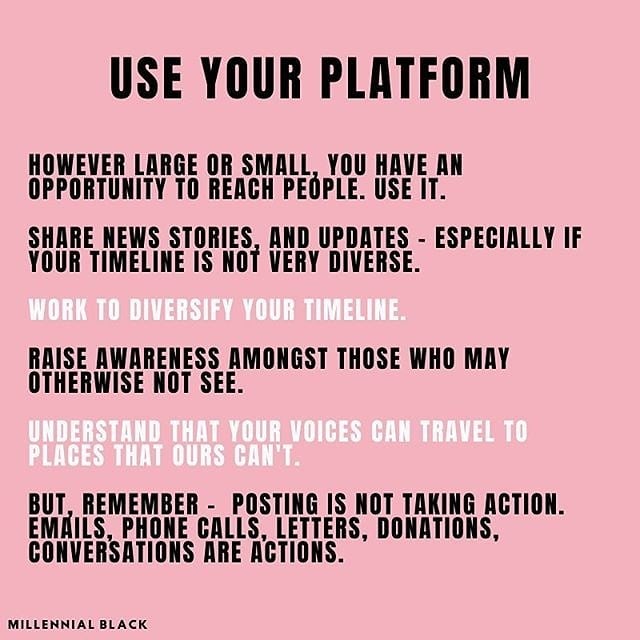 USE YOUR PLATFORM
HOWEVER LARGE OR SMALL, YOU HAVE AN
OPPORTUNITY TO REACH PEOPLE. USE IT.
SHARE NEWS STORIES, AND UPDATES - ESPECIALLY IF
YOUR TIMELINE IS NOT VERY DIVERSE.
WORK TO DIVERSIFY YOUR TIMELINE.
RAISE AWARENESS AMONGST THOSE WHO MAY
OTHERWISE NOT SEE.
UNDERSTAND THAT YOUR VOICES CAN TRAVEL TO
PLACES THAT OURS CAN'T.
BUT, REMEMBER - POSTING IS NOT TAKING ACTION.
EMAILS, PHONE CALLS, LETTERS, DONATIONS,
CONVERSATIONS ARE ACTIONS.
MILLENNIAL BLACK